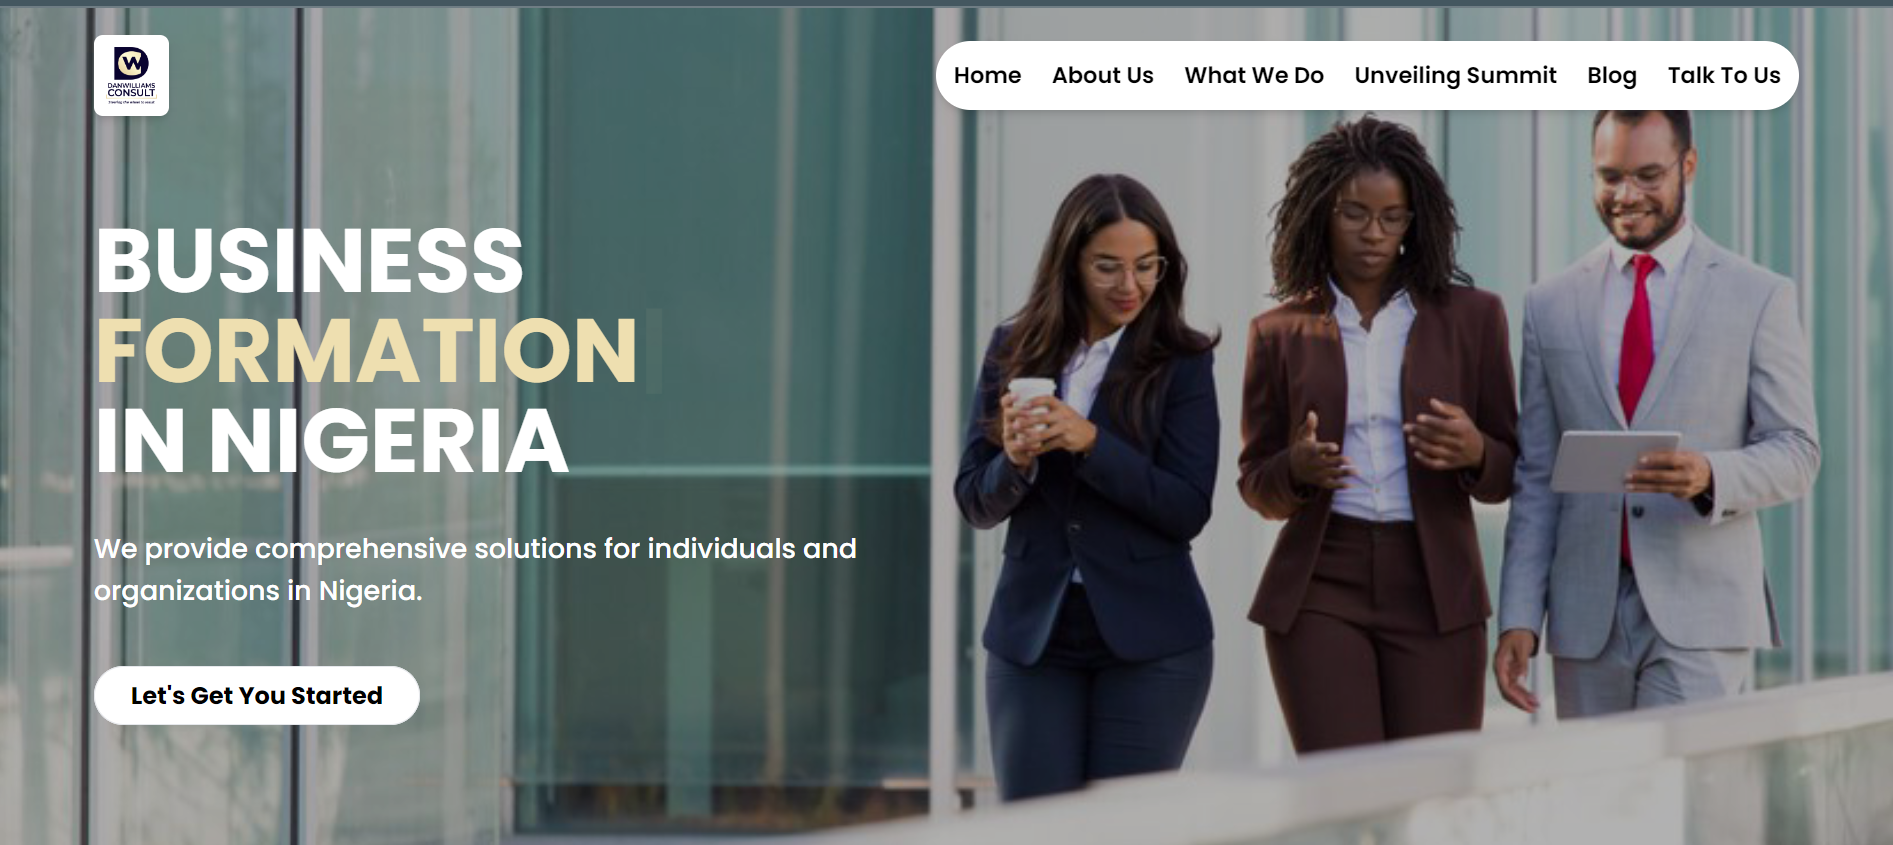 DW
DANWILLIAMS
CONSULT
Home About Us What We Do Unveiling Summit Blog Talk To Us
BUSINESS
FORMATION
IN NIGERIA
We provide comprehensive solutions for individuals and
organizations in Nigeria.
Let's Get You Started